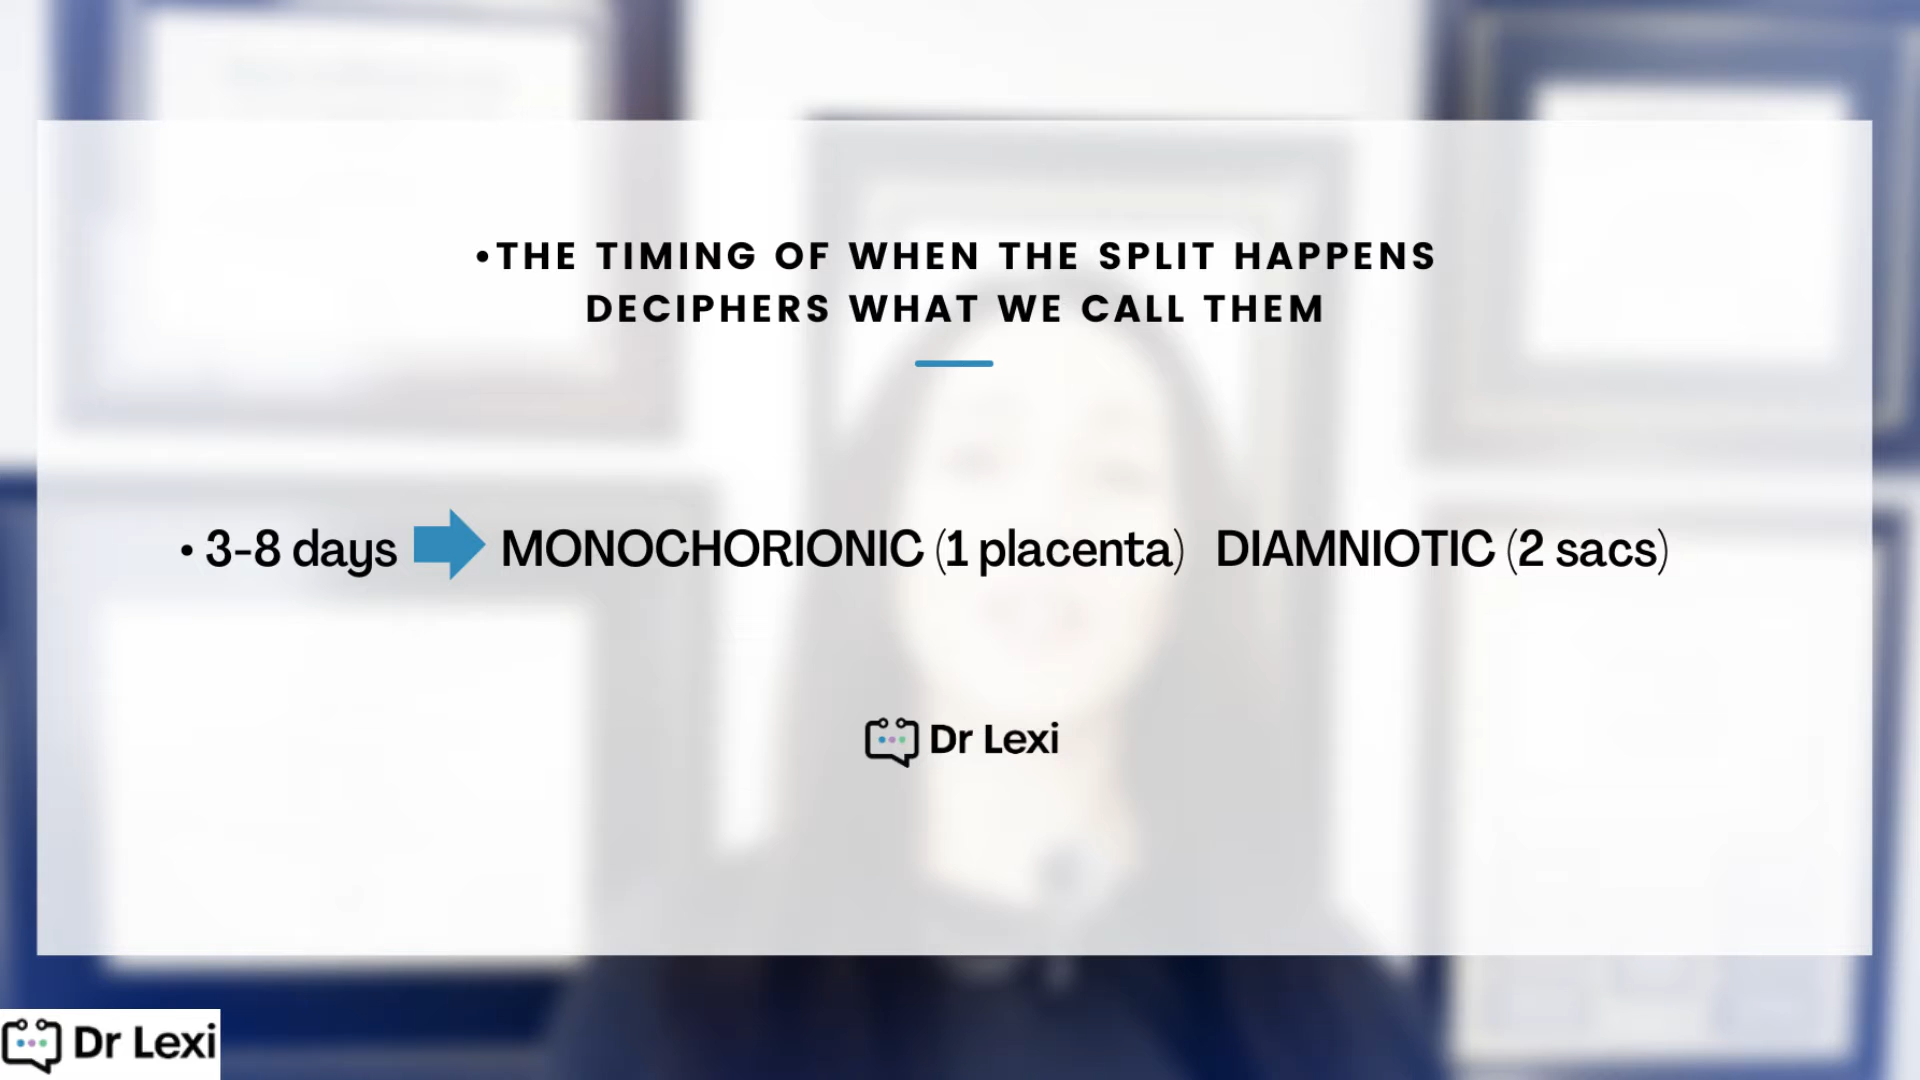 •THE TIMING OF WHEN THE SPLIT HAPPENS
DECIPHERS WHAT WE CALL THEM
• 3-8 days MONOCHORIONIC (1 placenta) DIAMNIOTIC (2 sacs)
Dr Lexi
Dr Lexi